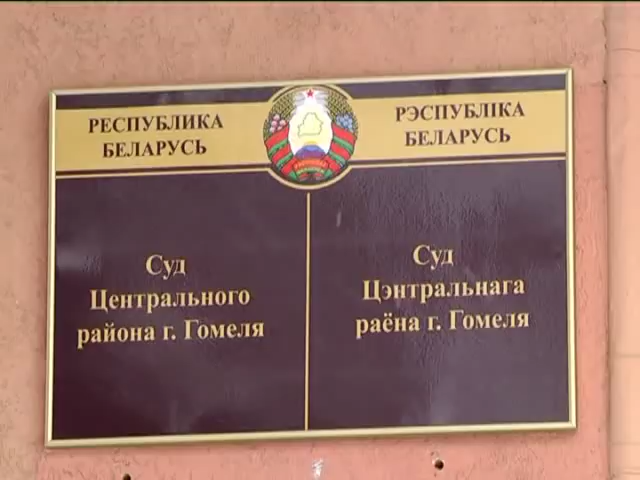 РЕСПУБЛИКА
БЕЛАРУСЬ
РЭСПУБЛІКА
БЕЛАРУСЬ
Суд
Центрального
района г. Гомеля
Суд
Цэнтральнага
раёна г. Гомеля